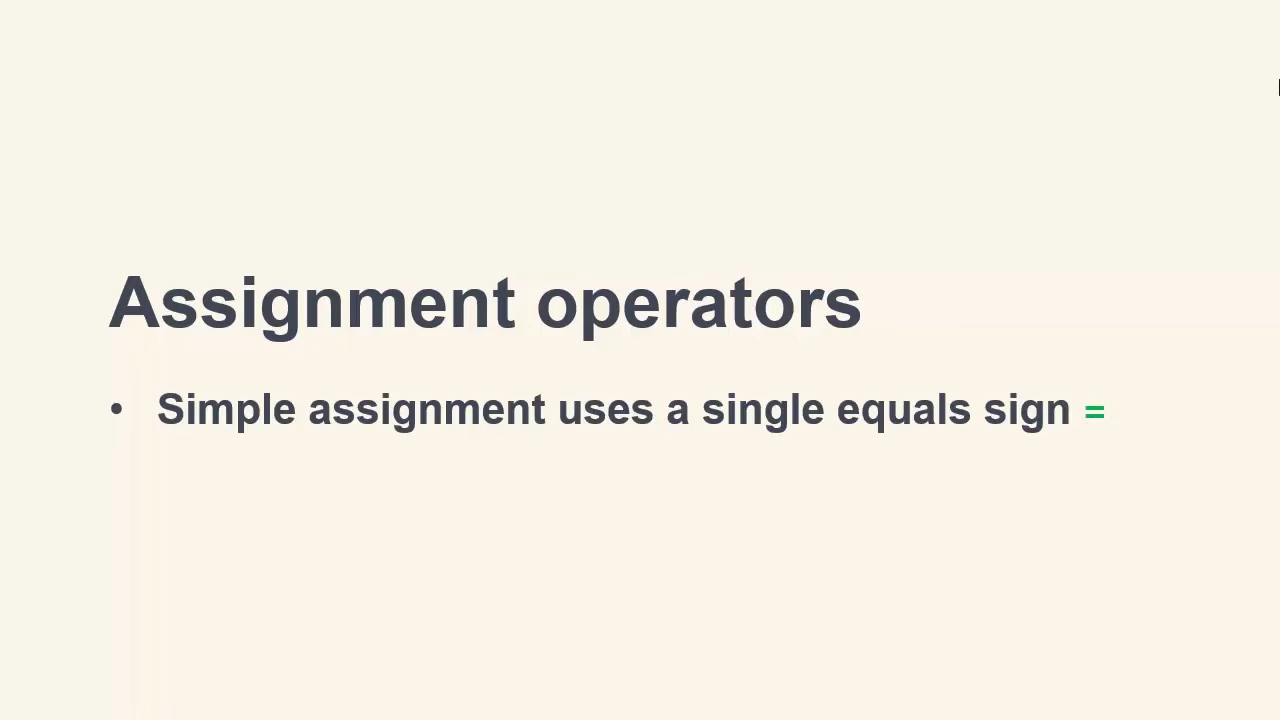 Assignment operators
• Simple assignment uses a single equals sign =